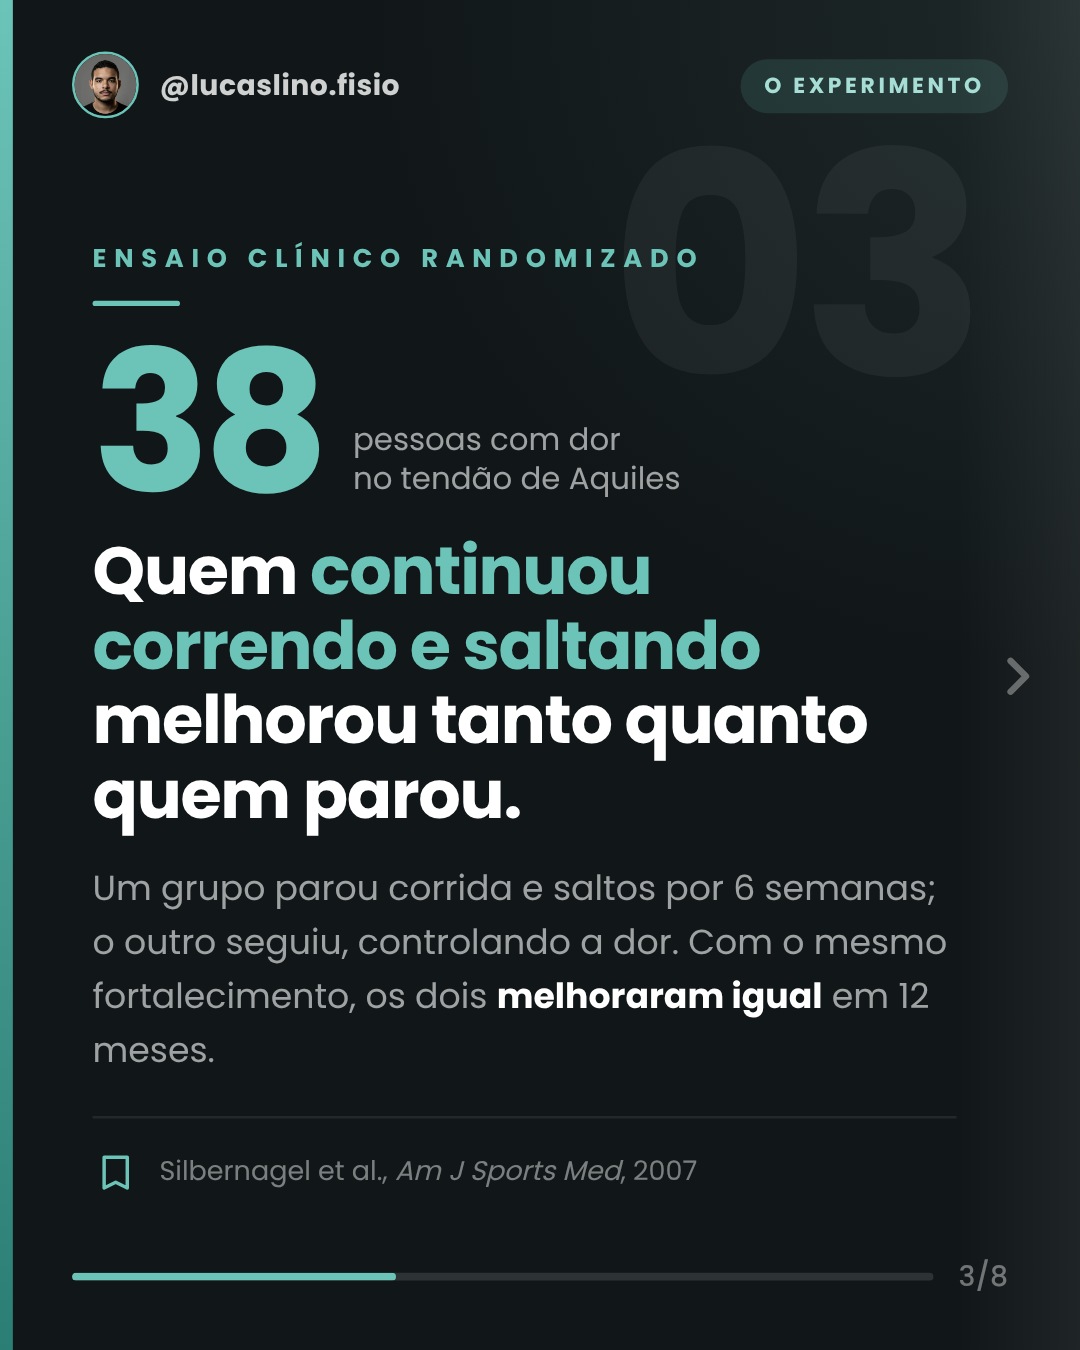 @lucaslino.fisio
O EXPERIMENTO
03
ENSAIO CLÍNICO RANDOMIZADO
38
pessoas com dor
no tendão de Aquiles
Quem continuou
correndo e saltando
melhorou tanto quanto
quem parou.
Um grupo parou corrida e saltos por 6 semanas;
o outro seguiu, controlando a dor. Com o mesmo
fortalecimento, os dois melhoraram igual em 12
meses.
Silbernagel et al., Am J Sports Med, 2007
3/8